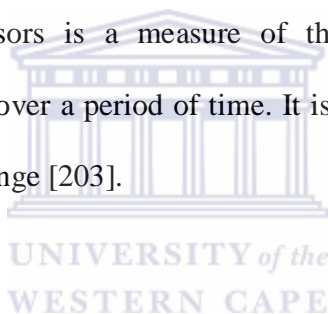 sors is a measure of th
over a period of time. It is
nge [203].
UNIVERSITY of the
WESTERN CAPE